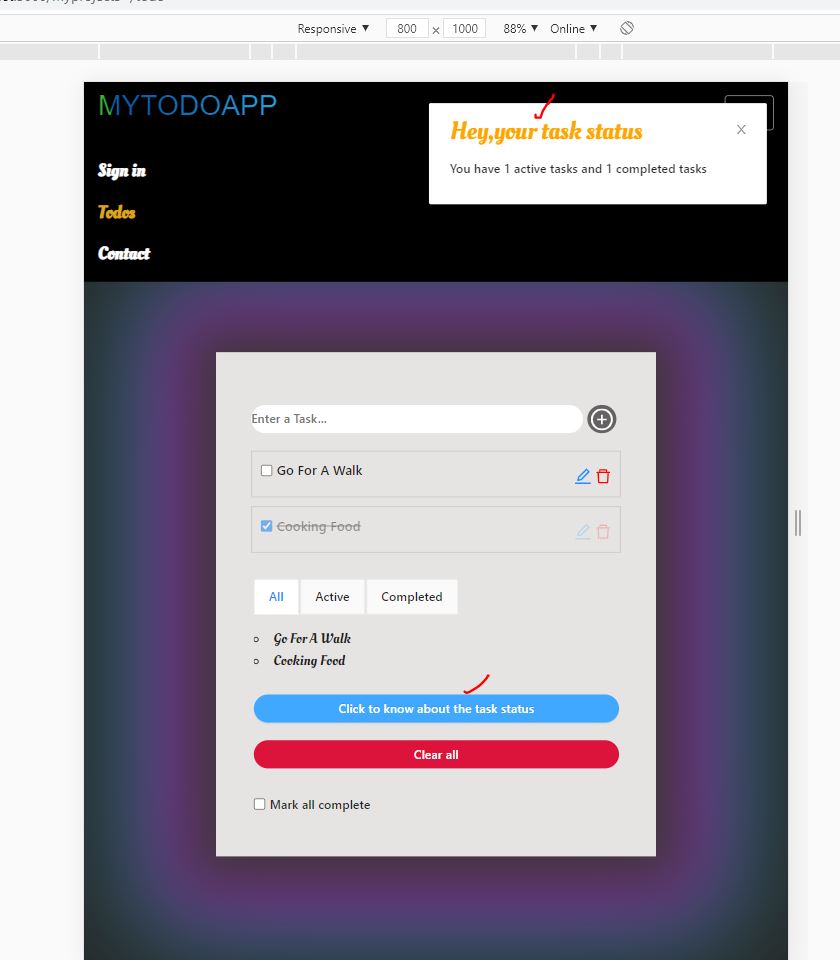 Responsive ▼ 800 × 1000 88% ▼ Online ▼
MYTODOAPP
Hey,your task status X
You have 1 active tasks and 1 completed tasks
Sign in
Todos
Contact
Enter a Task...
Go For A Walk
Cooking Food
All Active Completed
Go For A Walk
Cooking Food
Click to know about the task status
Clear all
Mark all complete